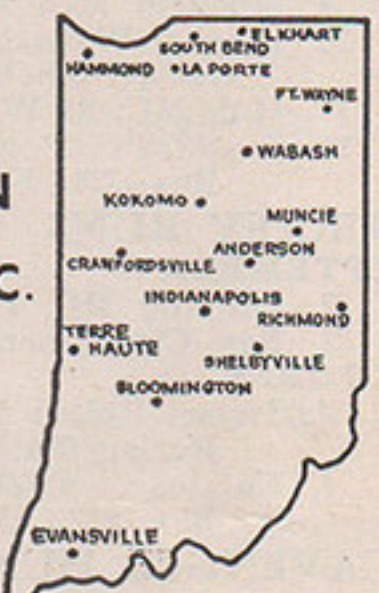 ELKHART
SOUTH BEND
HAMMOND
LA PORTE
FT. WAYNE
WABASH
N
KOKOMO
MUNCIE
ANDERSON
CRANFORDSVILLE
C.
INDIANAPOLIS
RICHMOND
TERRE
HAUTE
SHELBYVILLE
BLOOMINGTON
EVANSVILLE